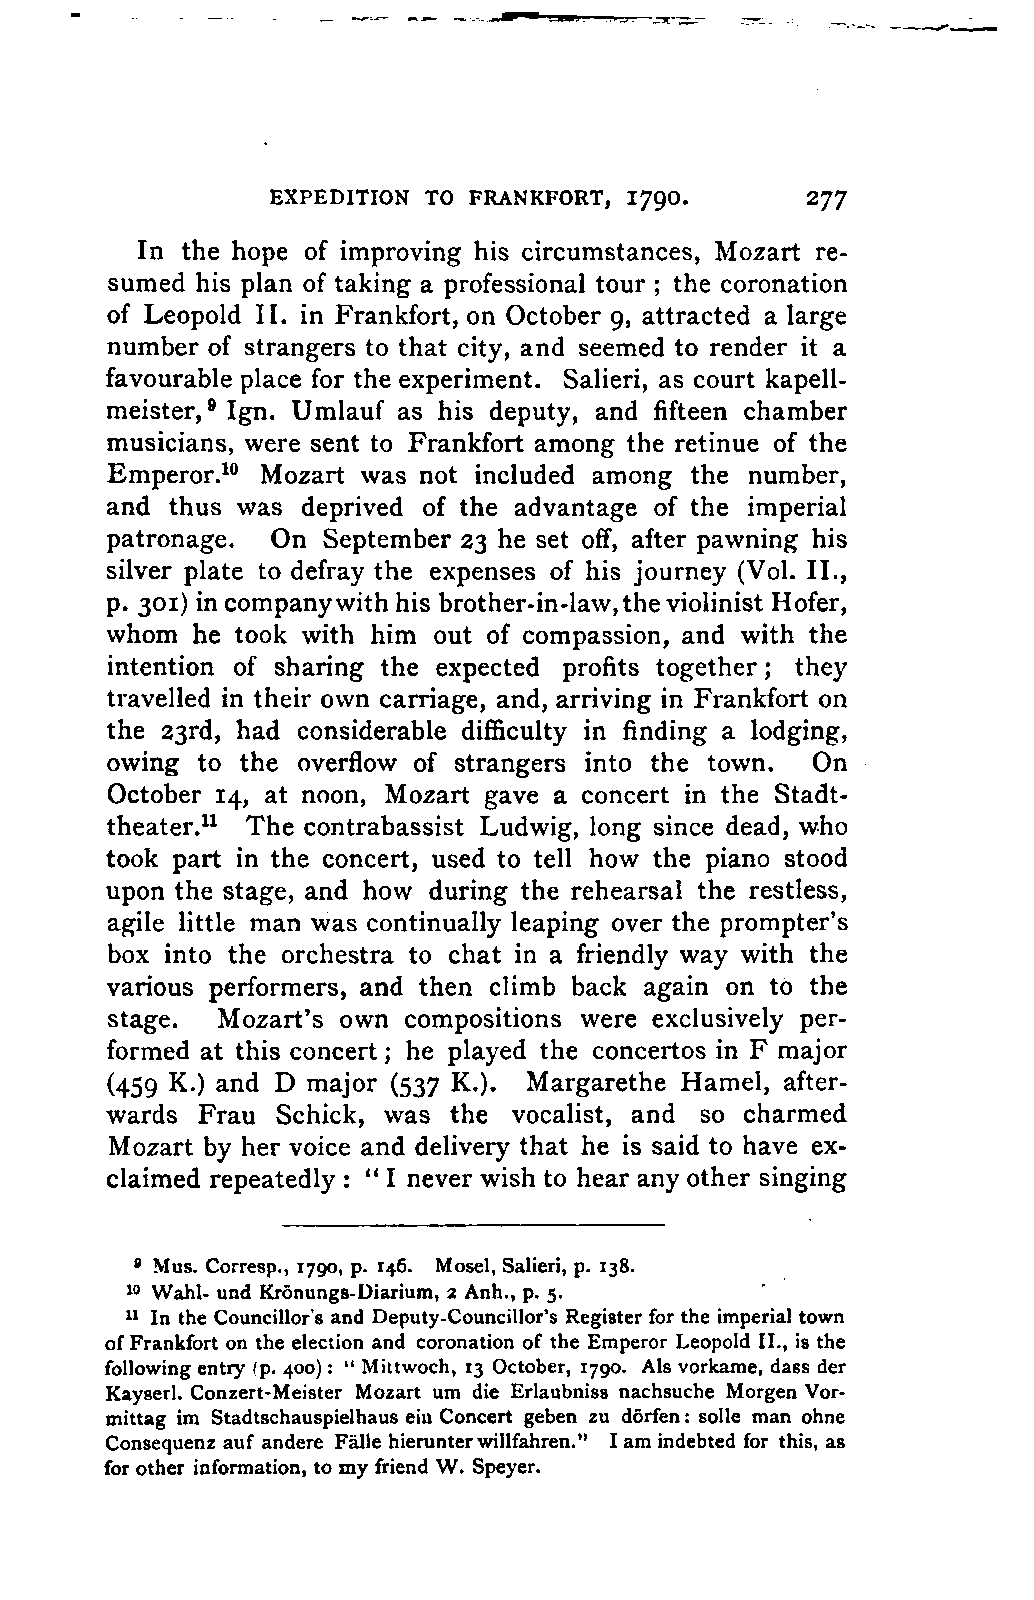 EXPEDITION TO FRANKFORT, 1790. 277
In the hope of improving his circumstances, Mozart re-
sumed his plan of taking a professional tour ; the coronation
of Leopold II. in Frankfort, on October 9, attracted a large
number of strangers to that city, and seemed to render it a
favourable place for the experiment. Salieri, as court kapell-
meister,⁹ Ign. Umlauf as his deputy, and fifteen chamber
musicians, were sent to Frankfort among the retinue of the
Emperor.¹⁰ Mozart was not included among the number,
and thus was deprived of the advantage of the imperial
patronage. On September 23 he set off, after pawning his
silver plate to defray the expenses of his journey (Vol. II.,
p. 301) in company with his brother-in-law, the violinist Hofer,
whom he took with him out of compassion, and with the
intention of sharing the expected profits together ; they
travelled in their own carriage, and, arriving in Frankfort on
the 23rd, had considerable difficulty in finding a lodging,
owing to the overflow of strangers into the town. On
October 14, at noon, Mozart gave a concert in the Stadt-
theater.¹¹ The contrabassist Ludwig, long since dead, who
took part in the concert, used to tell how the piano stood
upon the stage, and how during the rehearsal the restless,
agile little man was continually leaping over the prompter's
box into the orchestra to chat in a friendly way with the
various performers, and then climb back again on to the
stage. Mozart's own compositions were exclusively per-
formed at this concert ; he played the concertos in F major
(459 K.) and D major (537 K.). Margarethe Hamel, after-
wards Frau Schick, was the vocalist, and so charmed
Mozart by her voice and delivery that he is said to have ex-
claimed repeatedly : "I never wish to hear any other singing
⁹ Mus. Corresp., 1790, p. 146. Mosel, Salieri, p. 138.
¹⁰ Wahl- und Krönungs-Diarium, 2 Anh., p. 5.
¹¹ In the Councillor's and Deputy-Councillor's Register for the imperial town
of Frankfort on the election and coronation of the Emperor Leopold II., is the
following entry (p. 400) : "Mittwoch, 13 October, 1790. Als vorkame, dass der
Kayserl. Conzert-Meister Mozart um die Erlaubniss nachsuche Morgen Vor-
mittag im Stadtschauspielhaus ein Concert geben zu dörfen: solle man ohne
Consequenz auf andere Fälle hierunter willfahren." I am indebted for this, as
for other information, to my friend W. Speyer.